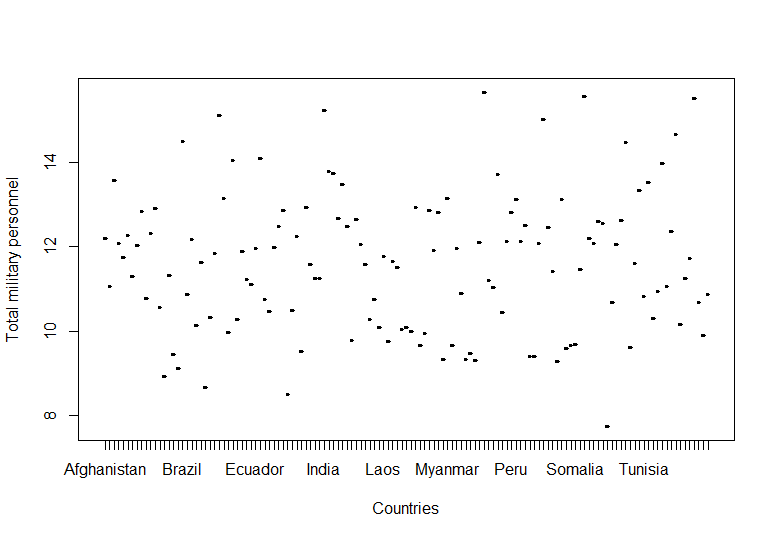 Total military personnel
14
12
10
8
Afghanistan Brazil Ecuador India Laos Myanmar Peru Somalia Tunisia
Countries